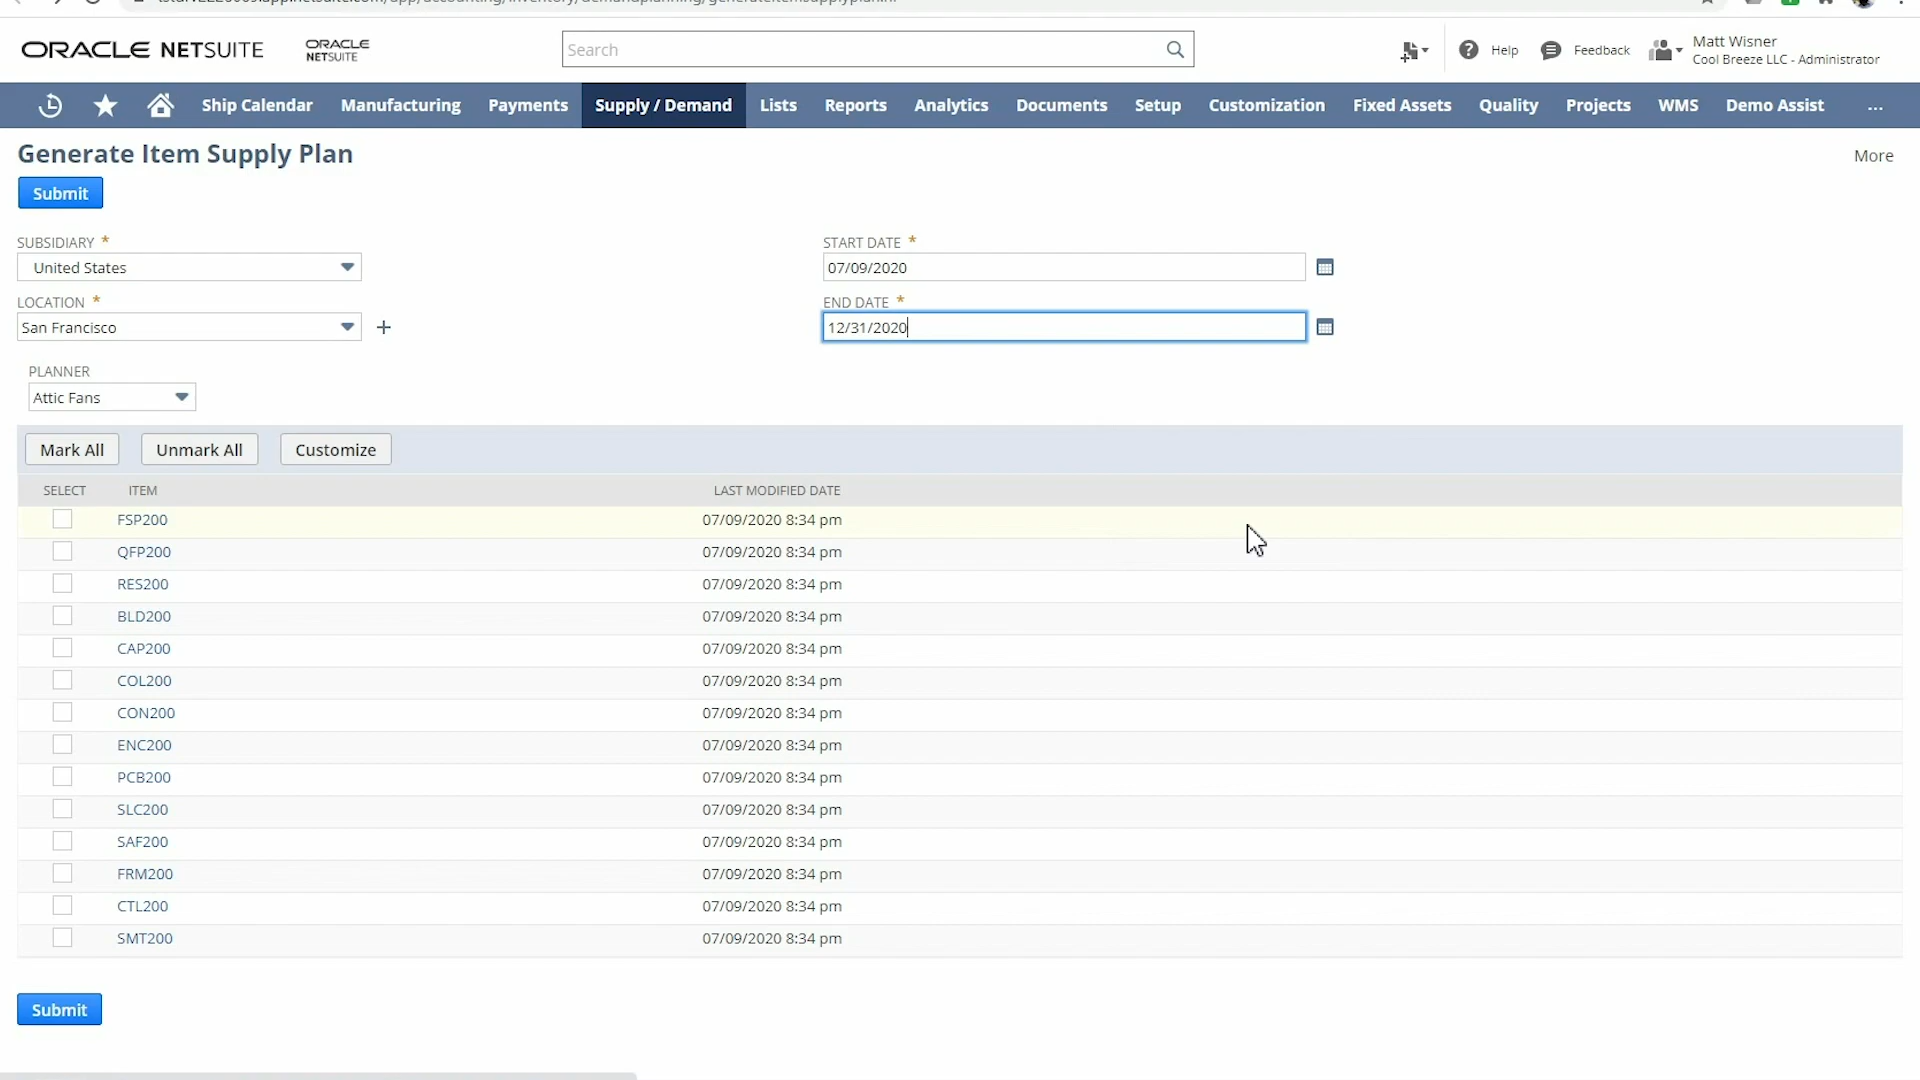 ORACLE NETSUITE
ORACLE
NETSUITE
Search
Help
Feedback
Matt Wisner
Cool Breeze LLC - Administrator
Ship Calendar Manufacturing Payments Supply / Demand Lists Reports Analytics Documents Setup Customization Fixed Assets Quality Projects WMS Demo Assist ...
Generate Item Supply Plan
More
Submit
SUBSIDIARY *
United States
START DATE *
07/09/2020
LOCATION *
San Francisco
END DATE *
12/31/2020
PLANNER
Attic Fans
Mark All Unmark All Customize
SELECT ITEM LAST MODIFIED DATE
FSP200 07/09/2020 8:34 pm
QFP200 07/09/2020 8:34 pm
RES200 07/09/2020 8:34 pm
BLD200 07/09/2020 8:34 pm
CAP200 07/09/2020 8:34 pm
COL200 07/09/2020 8:34 pm
CON200 07/09/2020 8:34 pm
ENC200 07/09/2020 8:34 pm
PCB200 07/09/2020 8:34 pm
SLC200 07/09/2020 8:34 pm
SAF200 07/09/2020 8:34 pm
FRM200 07/09/2020 8:34 pm
CTL200 07/09/2020 8:34 pm
SMT200 07/09/2020 8:34 pm
Submit